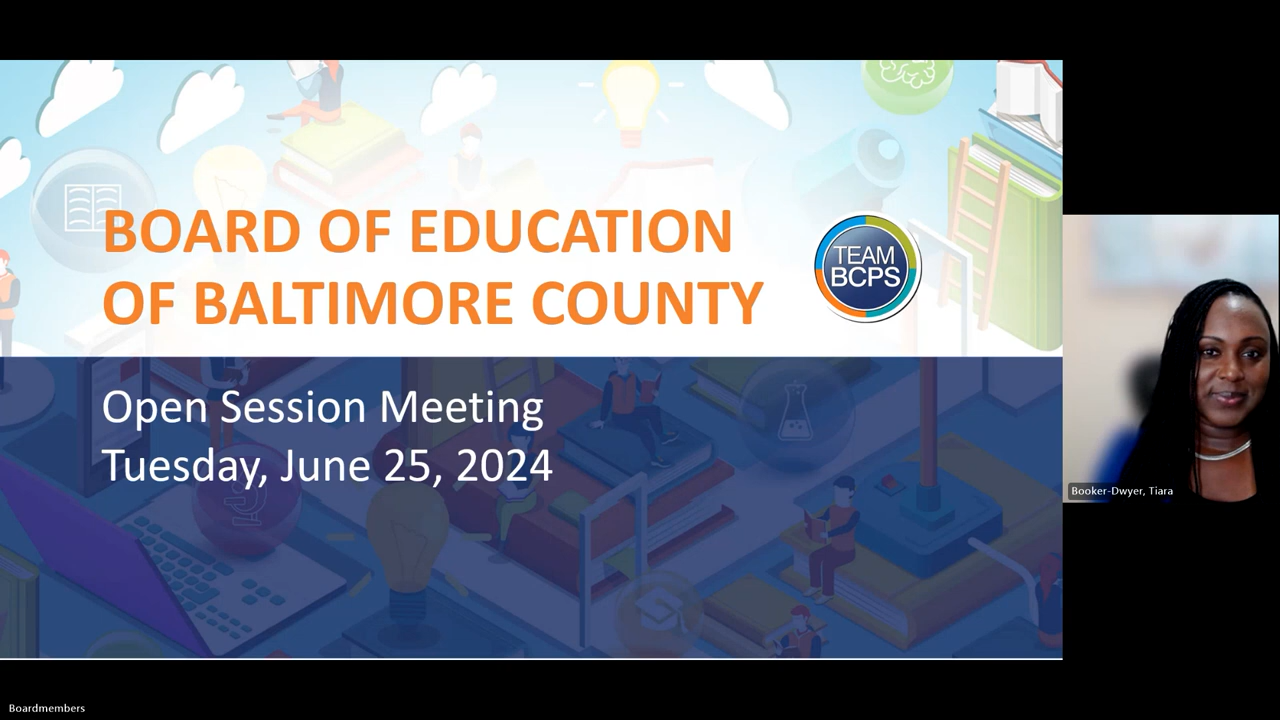 BOARD OF EDUCATION
OF BALTIMORE COUNTY
TEAM
BCPS
Open Session Meeting
Tuesday, June 25, 2024
Booker-Dwyer, Tiara
Boardmembers